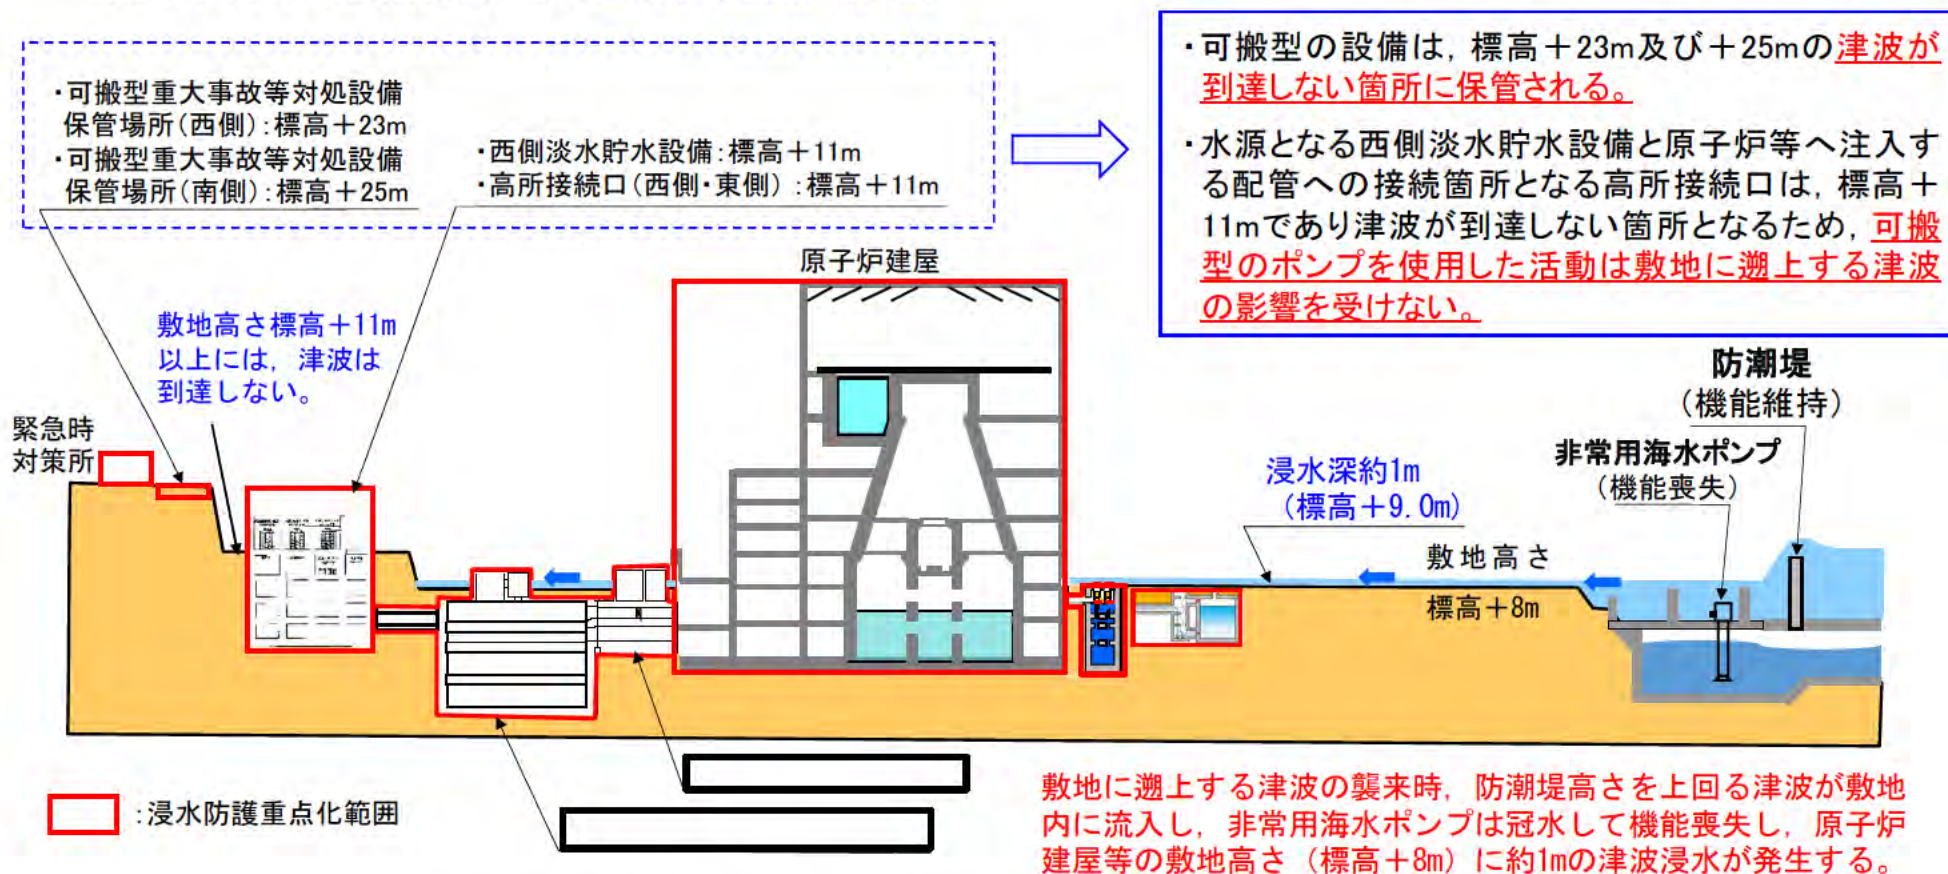 ・可搬型重大事故等対処設備
保管場所(西側):標高＋23m
・可搬型重大事故等対処設備
保管場所(南側):標高＋25m
・西側淡水貯水設備:標高＋11m
・高所接続口(西側・東側):標高＋11m
・可搬型の設備は，標高＋23m及び＋25mの津波が
到達しない箇所に保管される。
・水源となる西側淡水貯水設備と原子炉等へ注入す
る配管への接続箇所となる高所接続口は，標高＋
11mであり津波が到達しない箇所となるため，可搬
型のポンプを使用した活動は敷地に遡上する津波
の影響を受けない。
原子炉建屋
敷地高さ標高＋11m
以上には，津波は
到達しない。
緊急時
対策所
防潮堤
(機能維持)
非常用海水ポンプ
(機能喪失)
浸水深約1m
(標高＋9.0m)
敷地高さ
標高＋8m
:浸水防護重点化範囲
敷地に遡上する津波の襲来時，防潮堤高さを上回る津波が敷地
内に流入し，非常用海水ポンプは冠水して機能喪失し，原子炉
建屋等の敷地高さ（標高＋8m）に約1mの津波浸水が発生する。